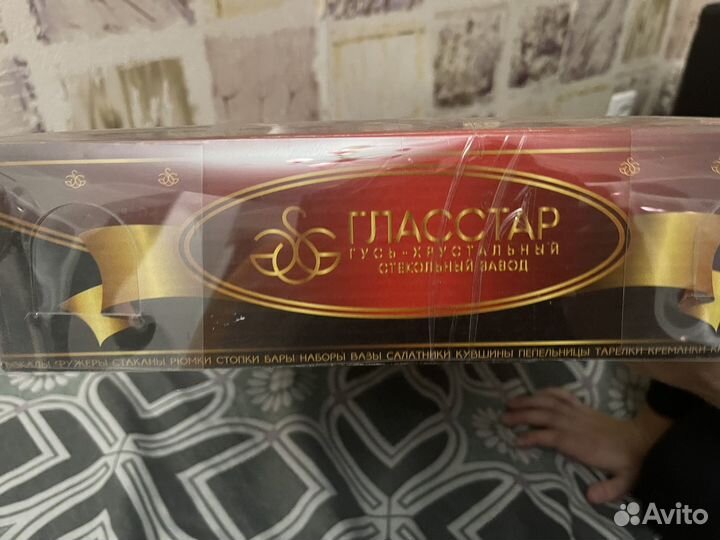 ГЛАССТАР
ГУСЬ-ХРУСТАЛЬНЫЙ
СТЕКОЛЬНЫЙ ЗАВОД
ФУЖЕРЫ СТАКАНЫ РЮМКИ СТОПКИ БАРЫ НАБОРЫ ВАЗЫ САЛАТНИКИ КУВШИНЫ ПЕПЕЛЬНИЦЫ ТАРЕЛКИ КРЕМАНКИ
Avito